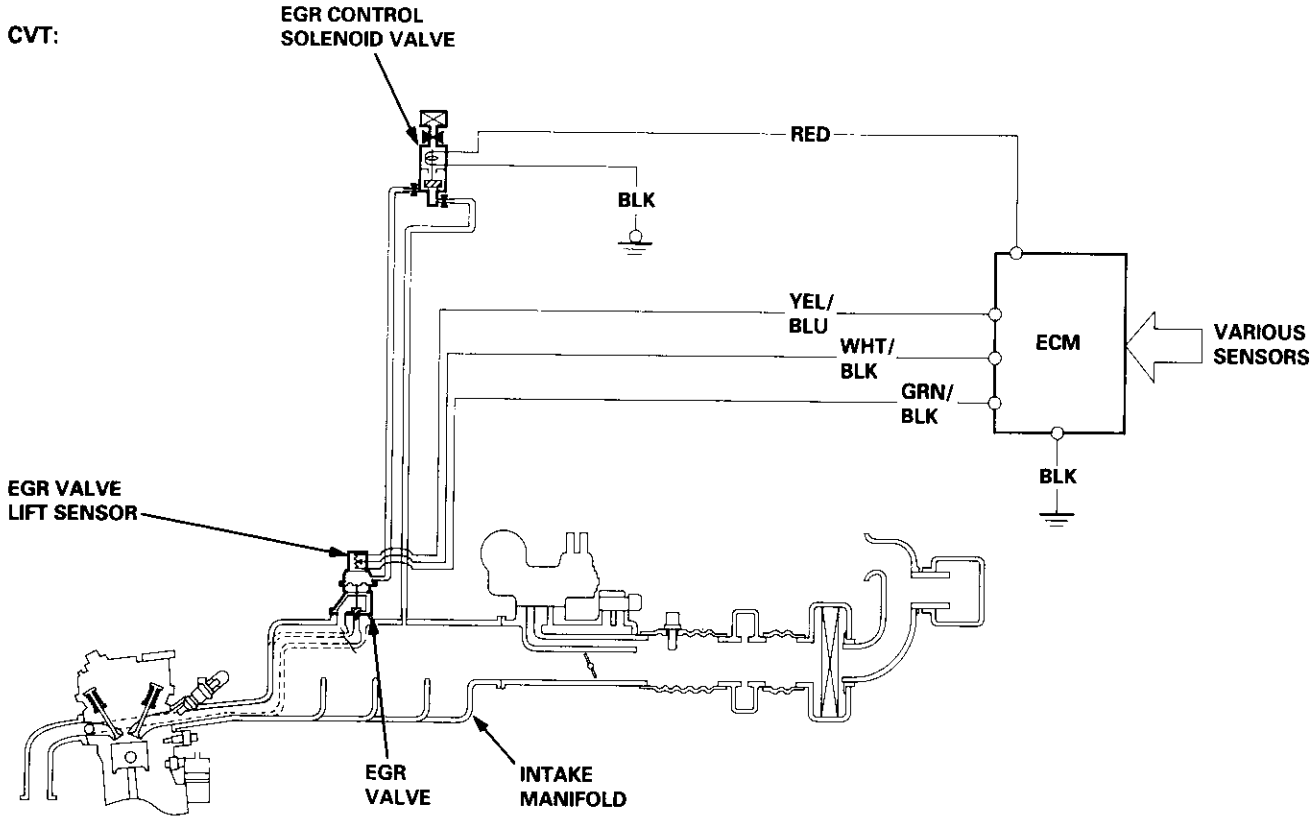 CVT:
EGR CONTROL
SOLENOID VALVE
RED
BLK
YEL/
BLU
WHT/
BLK
GRN/
BLK
ECM
VARIOUS
SENSORS
BLK
EGR VALVE
LIFT SENSOR
EGR
VALVE
INTAKE
MANIFOLD